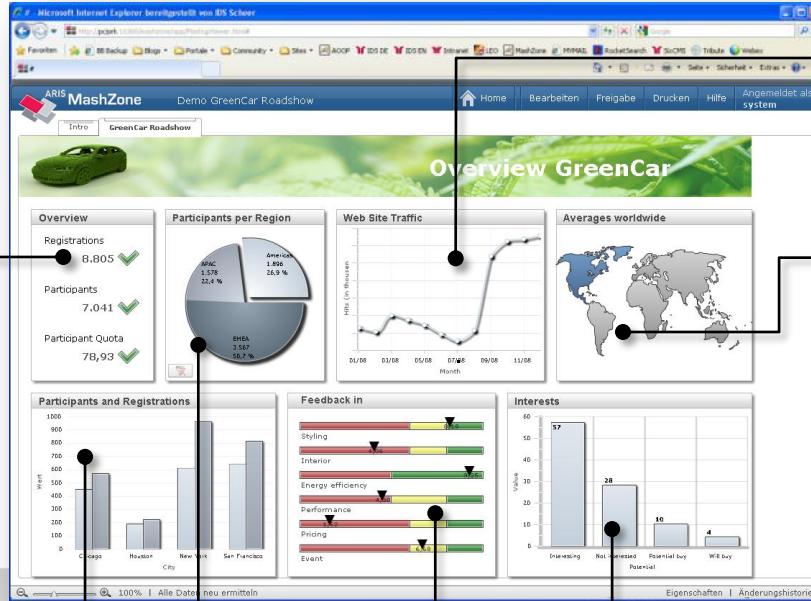 # - Microsoft Internet Explorer bereitgestellt von IDS Scheer
Google
Favoriten BB Backup Blogs Portale Community Sites AOOP IDS DE IDS EN Intranet LEO MashZone MYMAIL RocketSearch SixCMS Tribute Webex
#
Seite Sicherheit Extras
ARIS MashZone Demo GreenCar Roadshow Home Bearbeiten Freigabe Drucken Hilfe Angemeldet als
system
Intro GreenCar Roadshow
Overview GreenCar
Overview
Registrations
8.805
Participants
7.041
Participant Quota
78,93
Participants per Region
Americas
1.896
26,9 %
APAC
1.578
22,4 %
EMEA
3.567
50,7 %
Web Site Traffic
Hits (in thousen
01/08 03/08 05/08 07/08 09/08 11/08
Month
Averages worldwide
Participants and Registrations
1000
900
800
700
600
500
400
300
200
100
0
Wert
Chicago Houston New York San Francisco
City
Feedback in
Styling
Interior
Energy efficiency
Performance
Pricing
Event
Interests
60
50
40
30
20
10
0
Value
57
28
10
4
Interessing Not interessed Potential buy Will buy
Potential
100% | Alle Daten neu ermitteln
Eigenschaften | Änderungshistorie